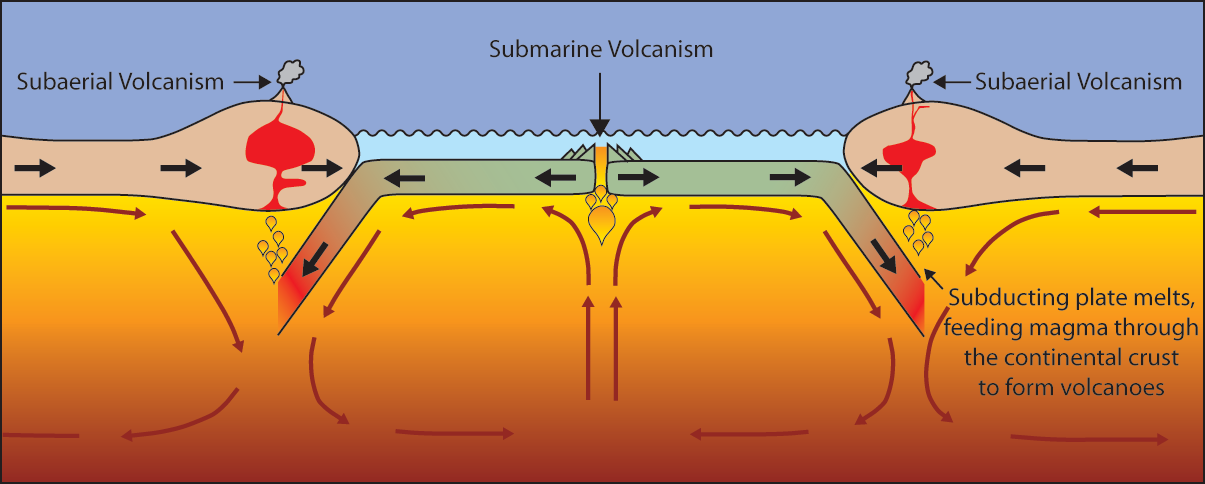 Submarine Volcanism
Subaerial Volcanism
Subaerial Volcanism
Subducting plate melts,
feeding magma through
the continental crust
to form volcanoes